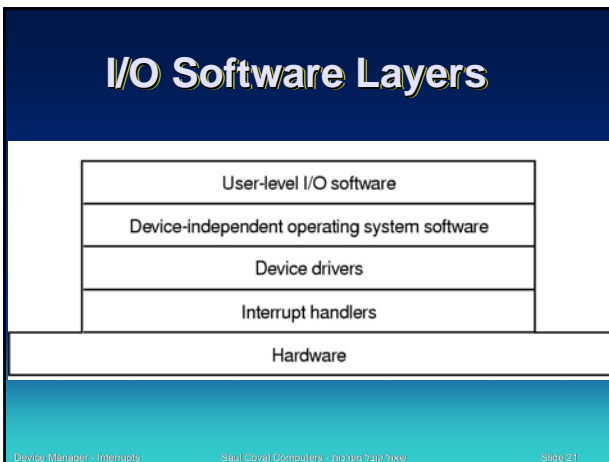 I/O Software Layers
User-level I/O software
Device-independent operating system software
Device drivers
Interrupt handlers
Hardware
Device Manager - Interrupts
Saul Coval Computers - שאול קובל מערכות
Slide 21